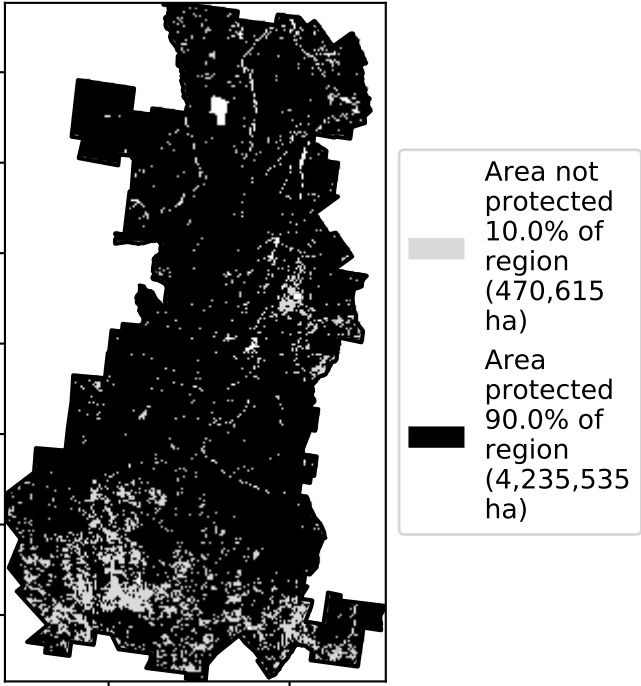 Area not
protected
10.0% of
region
(470,615
ha)
Area
protected
90.0% of
region
(4,235,535
ha)